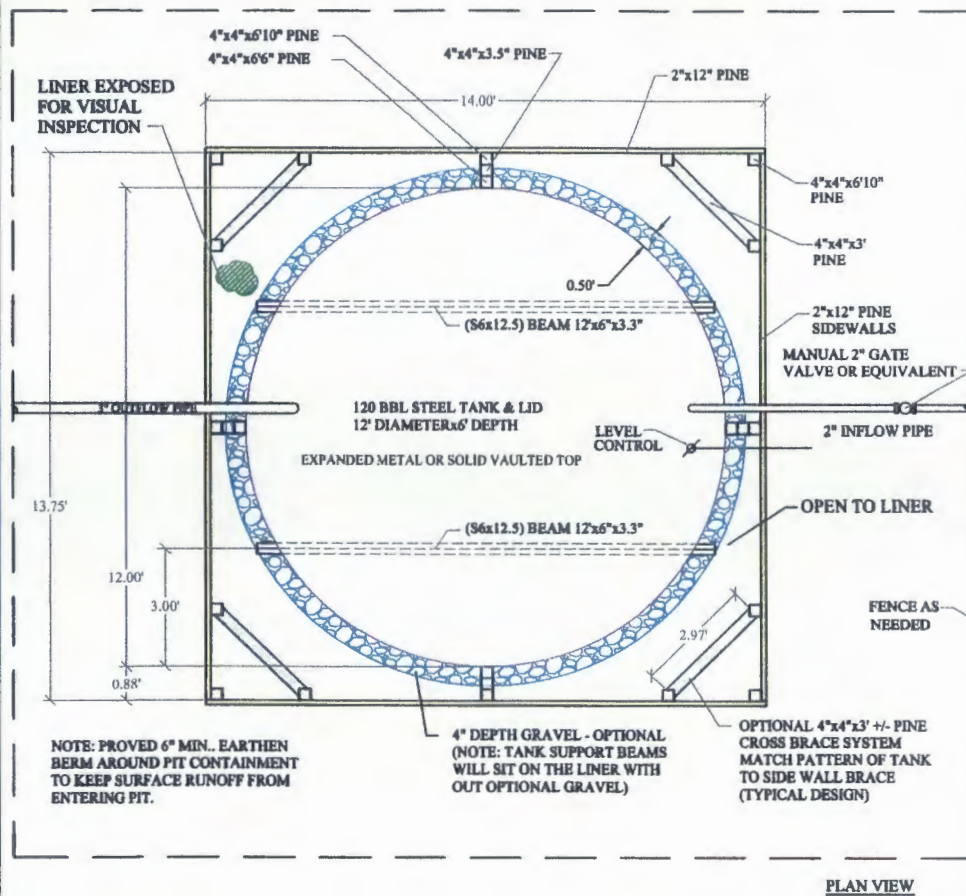 4"x4"x6'10" PINE
4"x4"x6'6" PINE
4"x4"x3.5" PINE
2"x12" PINE
LINER EXPOSED
FOR VISUAL
INSPECTION
14.00'
4"x4"x6'10"
PINE
4"x4"x3'
PINE
0.50'
(S6x12.5) BEAM 12'x6"x3.3"
2"x12" PINE
SIDEWALLS
MANUAL 2" GATE
VALVE OR EQUIVALENT
3" OUTFLOW PIPE
120 BBL STEEL TANK & LID
12' DIAMETERx6' DEPTH
LEVEL
CONTROL
2" INFLOW PIPE
EXPANDED METAL OR SOLID VAULTED TOP
13.75'
OPEN TO LINER
(S6x12.5) BEAM 12'x6"x3.3"
12.00'
3.00'
2.97'
FENCE AS
NEEDED
0.88'
NOTE: PROVED 6" MIN.. EARTHEN
BERM AROUND PIT CONTAINMENT
TO KEEP SURFACE RUNOFF FROM
ENTERING PIT.
4" DEPTH GRAVEL - OPTIONAL
(NOTE: TANK SUPPORT BEAMS
WILL SIT ON THE LINER WITH
OUT OPTIONAL GRAVEL)
OPTIONAL 4"x4"x3' +/- PINE
CROSS BRACE SYSTEM
MATCH PATTERN OF TANK
TO SIDE WALL BRACE
(TYPICAL DESIGN)
PLAN VIEW